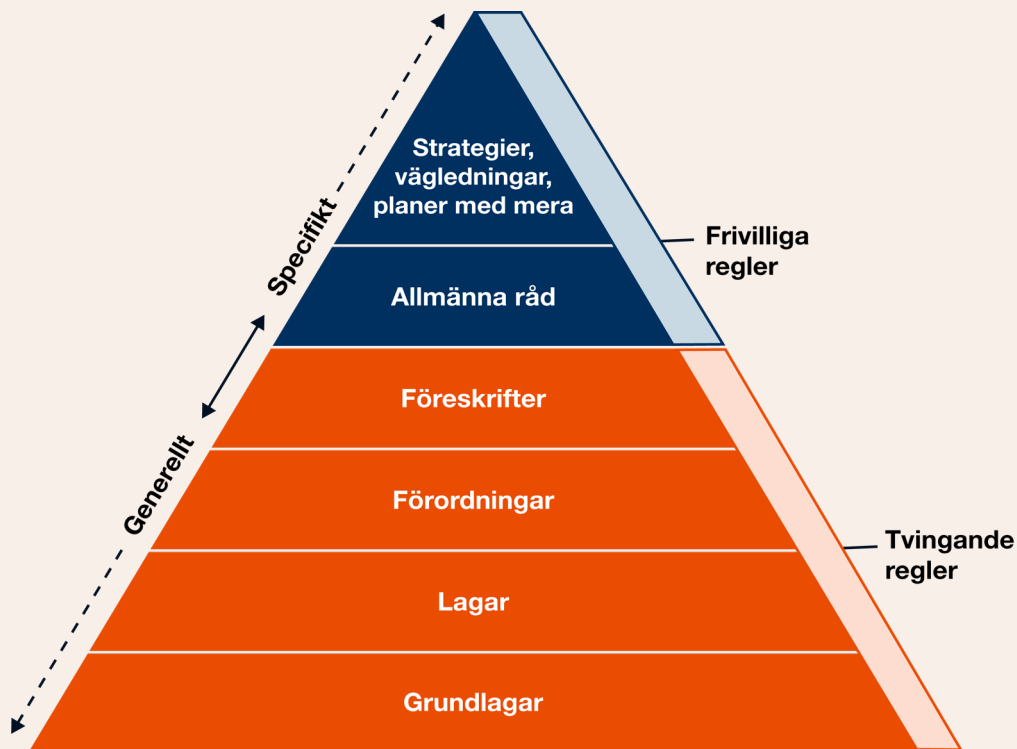 Strategier,
vägledningar,
planer med mera
Specifikt
Frivilliga
regler
Allmänna råd
Föreskrifter
Generellt
Förordningar
Tvingande
regler
Lagar
Grundlagar